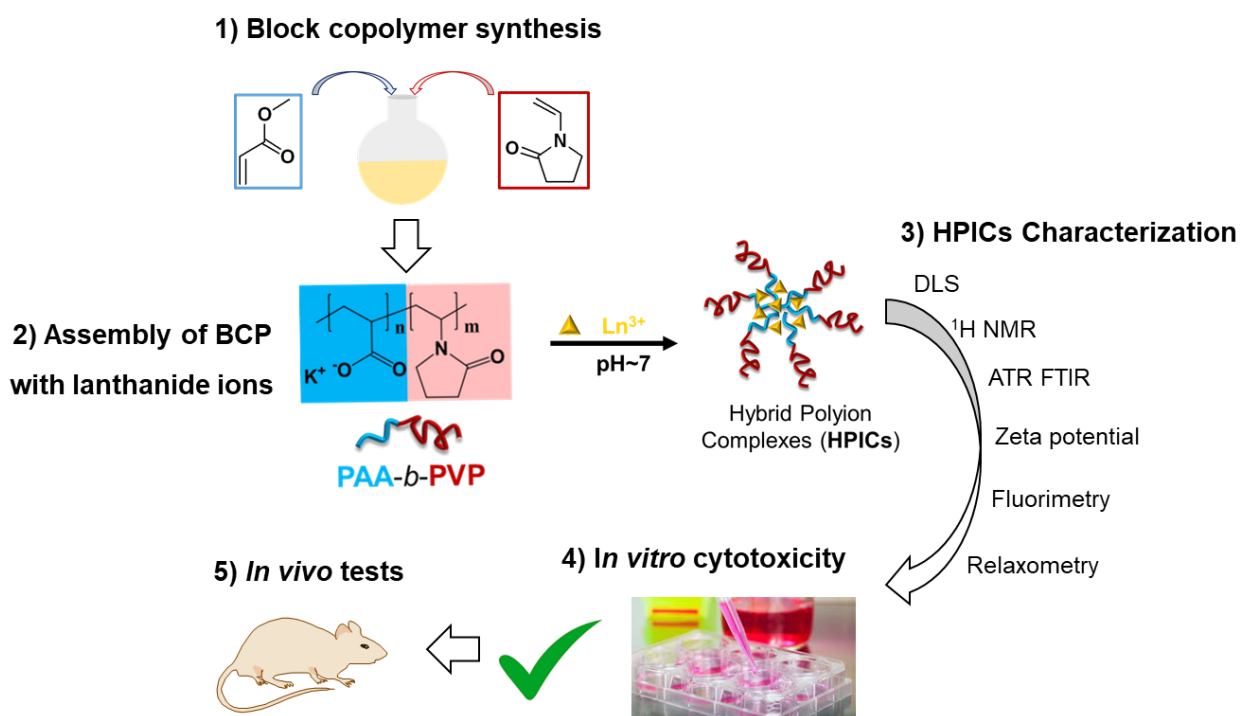 1) Block copolymer synthesis
O
O
N
O
3) HPICs Characterization
DLS
¹H NMR
ATR FTIR
Zeta potential
Fluorimetry
Relaxometry
2) Assembly of BCP
with lanthanide ions
n
m
K⁺ ⁻O
O
N
O
Ln³⁺
pH~7
PAA-b-PVP
Hybrid Polyion
Complexes (HPICs)
4) In vitro cytotoxicity
5) In vivo tests